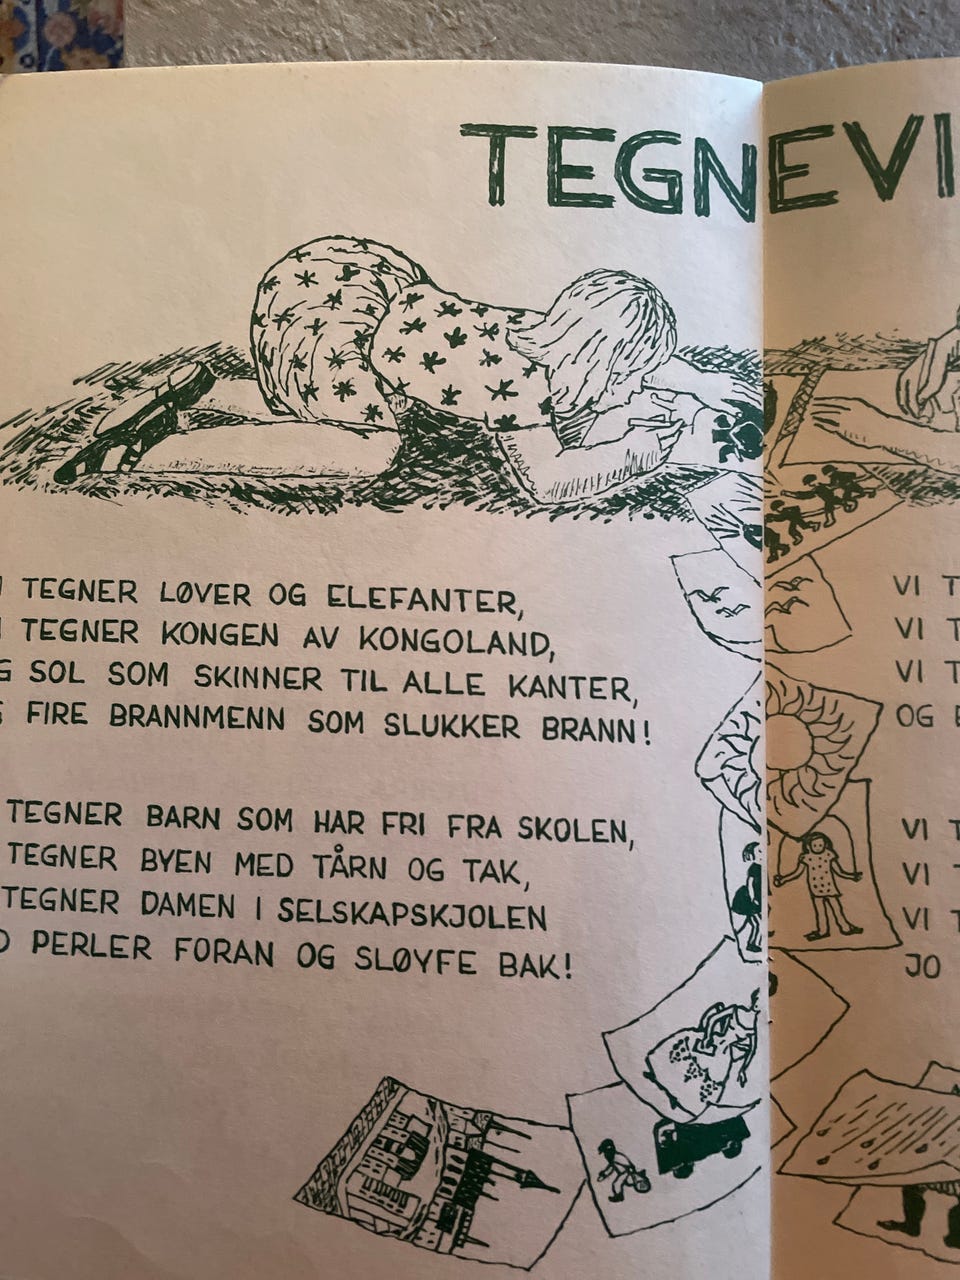 TEGNEVI
TEGNER LØVER OG ELEFANTER,
TEGNER KONGEN AV KONGOLAND,
SOL SOM SKINNER TIL ALLE KANTER,
FIRE BRANNMENN SOM SLUKKER BRANN!
TEGNER BARN SOM HAR FRI FRA SKOLEN,
TEGNER BYEN MED TÅRN OG TAK,
TEGNER DAMEN I SELSKAPSKJOLEN
PERLER FORAN OG SLØYFE BAK!
VI T
VI T
VI T
OG
VI T
VI T
VI T
JO